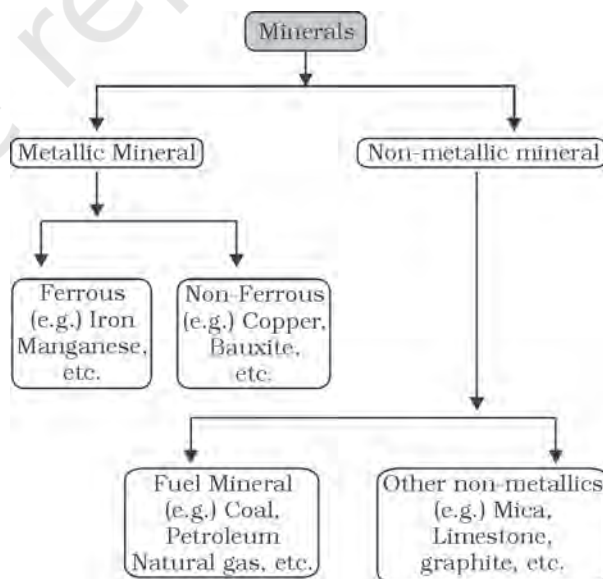 Minerals
Metallic Mineral
Non-metallic mineral
Ferrous
(e.g.) Iron
Manganese,
etc.
Non-Ferrous
(e.g.) Copper,
Bauxite,
etc.
Fuel Mineral
(e.g.) Coal,
Petroleum
Natural gas, etc.
Other non-metallics
(e.g.) Mica,
Limestone,
graphite, etc.